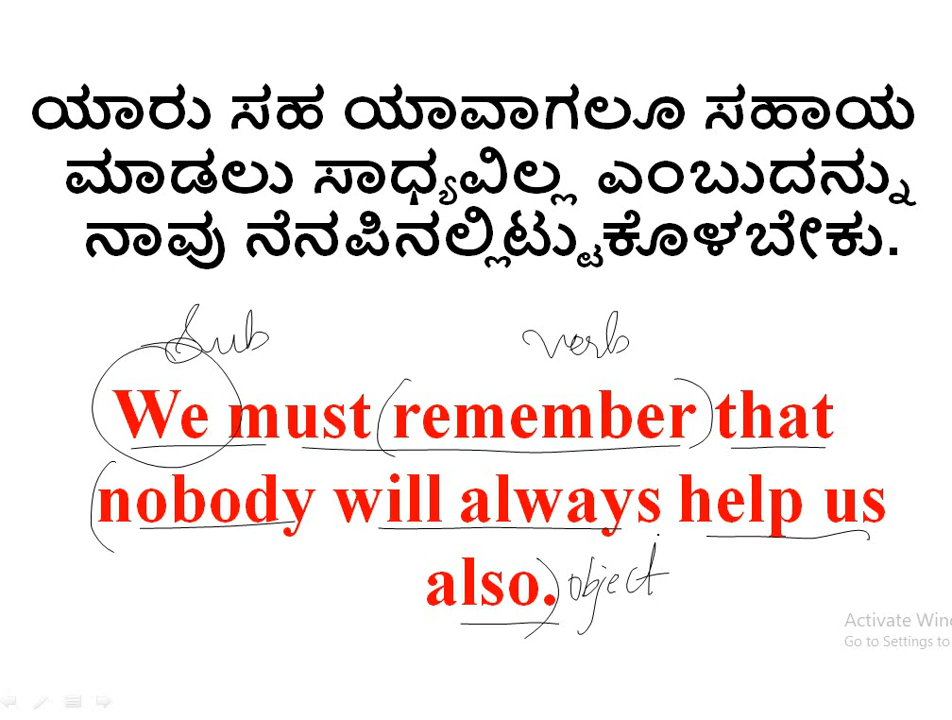 ಯಾರು ಸಹ ಯಾವಾಗಲೂ ಸಹಾಯ
ಮಾಡಲು ಸಾಧ್ಯವಿಲ್ಲ ಎಂಬುದನ್ನು
ನಾವು ನೆನಪಿನಲ್ಲಿಟ್ಟುಕೊಳಬೇಕು.
Sub verb
We must (remember) that
(nobody will always help us
also.) object
Activate Win
Go to Settings to